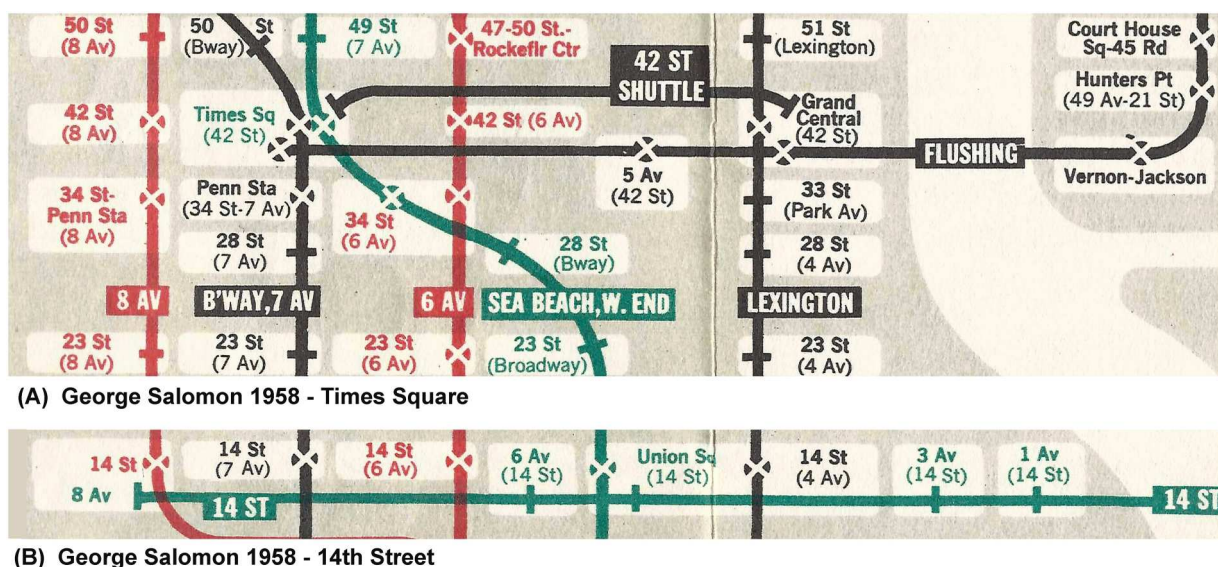 50 St
(8 Av)
50 St
(Bway)
49 St
(7 Av)
47-50 St.-
Rockeflr Ctr
42 ST
SHUTTLE
51 St
(Lexington)
Court House
Sq-45 Rd
Hunters Pt
(49 Av-21 St)
42 St
(8 Av)
Times Sq
(42 St)
42 St (6 Av)
Grand
Central
(42 St)
FLUSHING
5 Av
(42 St)
Vernon-Jackson
34 St-
Penn Sta
(8 Av)
Penn Sta
(34 St-7 Av)
34 St
(6 Av)
33 St
(Park Av)
28 St
(7 Av)
28 St
(Bway)
28 St
(4 Av)
8 AV
B'WAY,7 AV
6 AV
SEA BEACH,W. END
LEXINGTON
23 St
(8 Av)
23 St
(7 Av)
23 St
(6 Av)
23 St
(Broadway)
23 St
(4 Av)
(A) George Salomon 1958 - Times Square
14 St
8 Av
14 St
(7 Av)
14 St
(6 Av)
6 Av
(14 St)
Union Sq
(14 St)
14 St
(4 Av)
3 Av
(14 St)
1 Av
(14 St)
14 ST
14 ST
(B) George Salomon 1958 - 14th Street